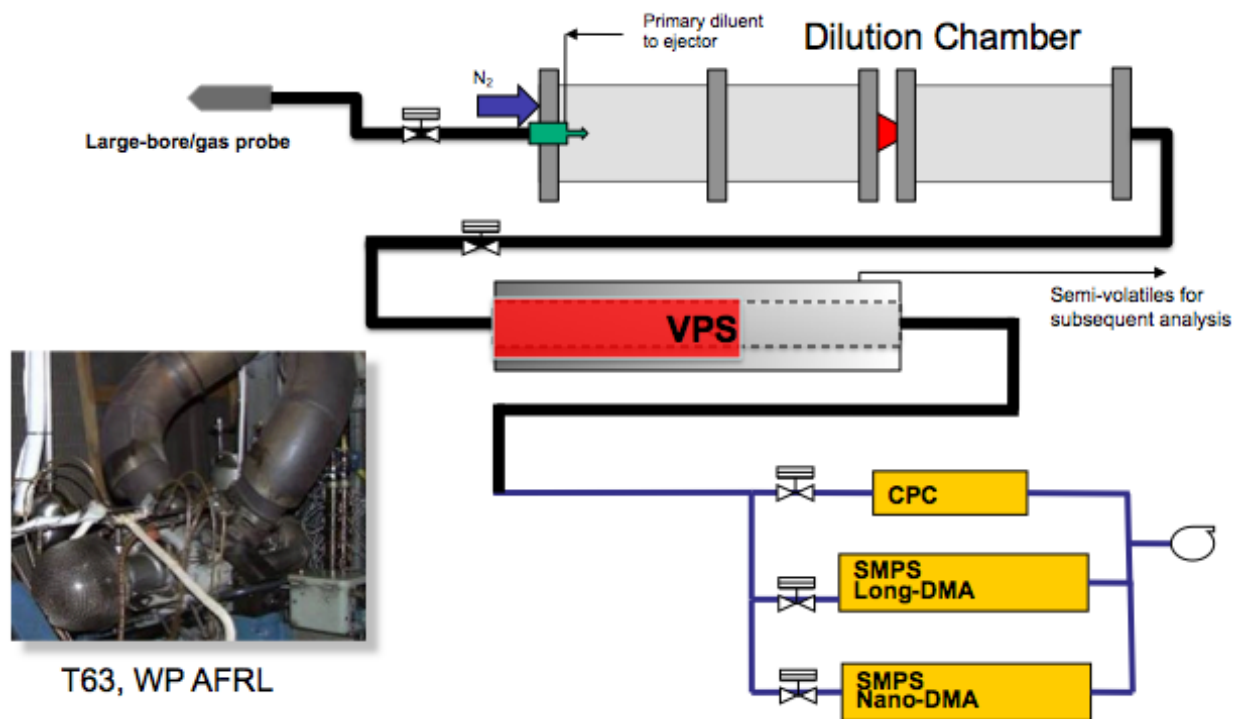 Primary diluent
to ejector
Dilution Chamber
N₂
Large-bore/gas probe
Semi-volatiles for
subsequent analysis
VPS
CPC
SMPS
Long-DMA
SMPS
Nano-DMA
T63, WP AFRL